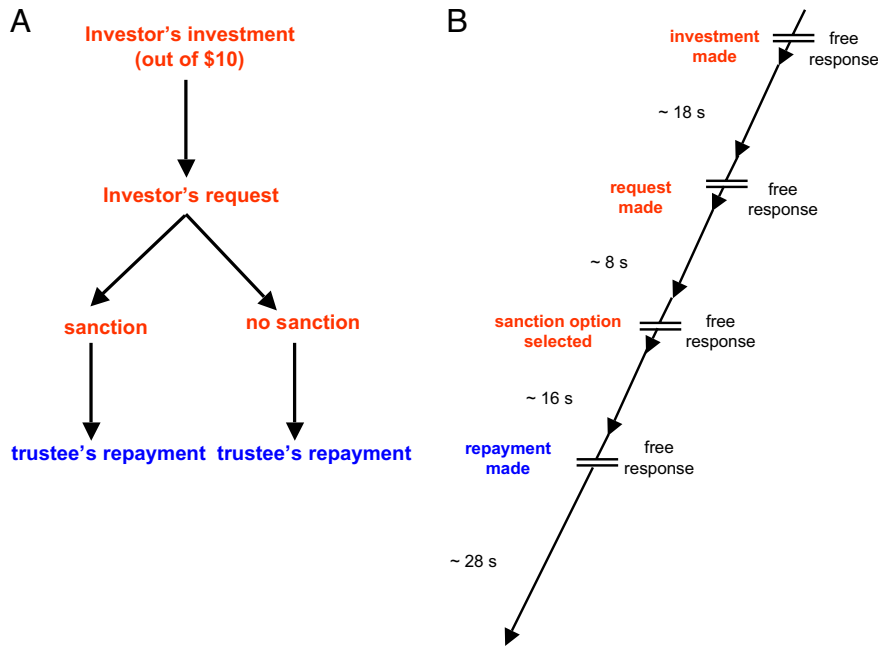 A
Investor's investment
(out of $10)
Investor's request
sanction
no sanction
trustee's repayment
trustee's repayment
B
investment
made
free
response
~ 18 s
request
made
free
response
~ 8 s
sanction option
selected
free
response
~ 16 s
repayment
made
free
response
~ 28 s